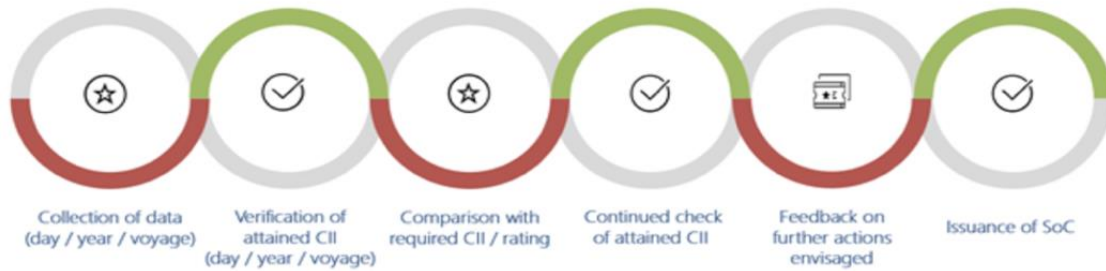 Collection of data
(day / year / voyage)
Verification of
attained CII
(day / year / voyage)
Comparison with
required CII / rating
Continued check
of attained CII
Feedback on
further actions
envisaged
Issuance of SoC